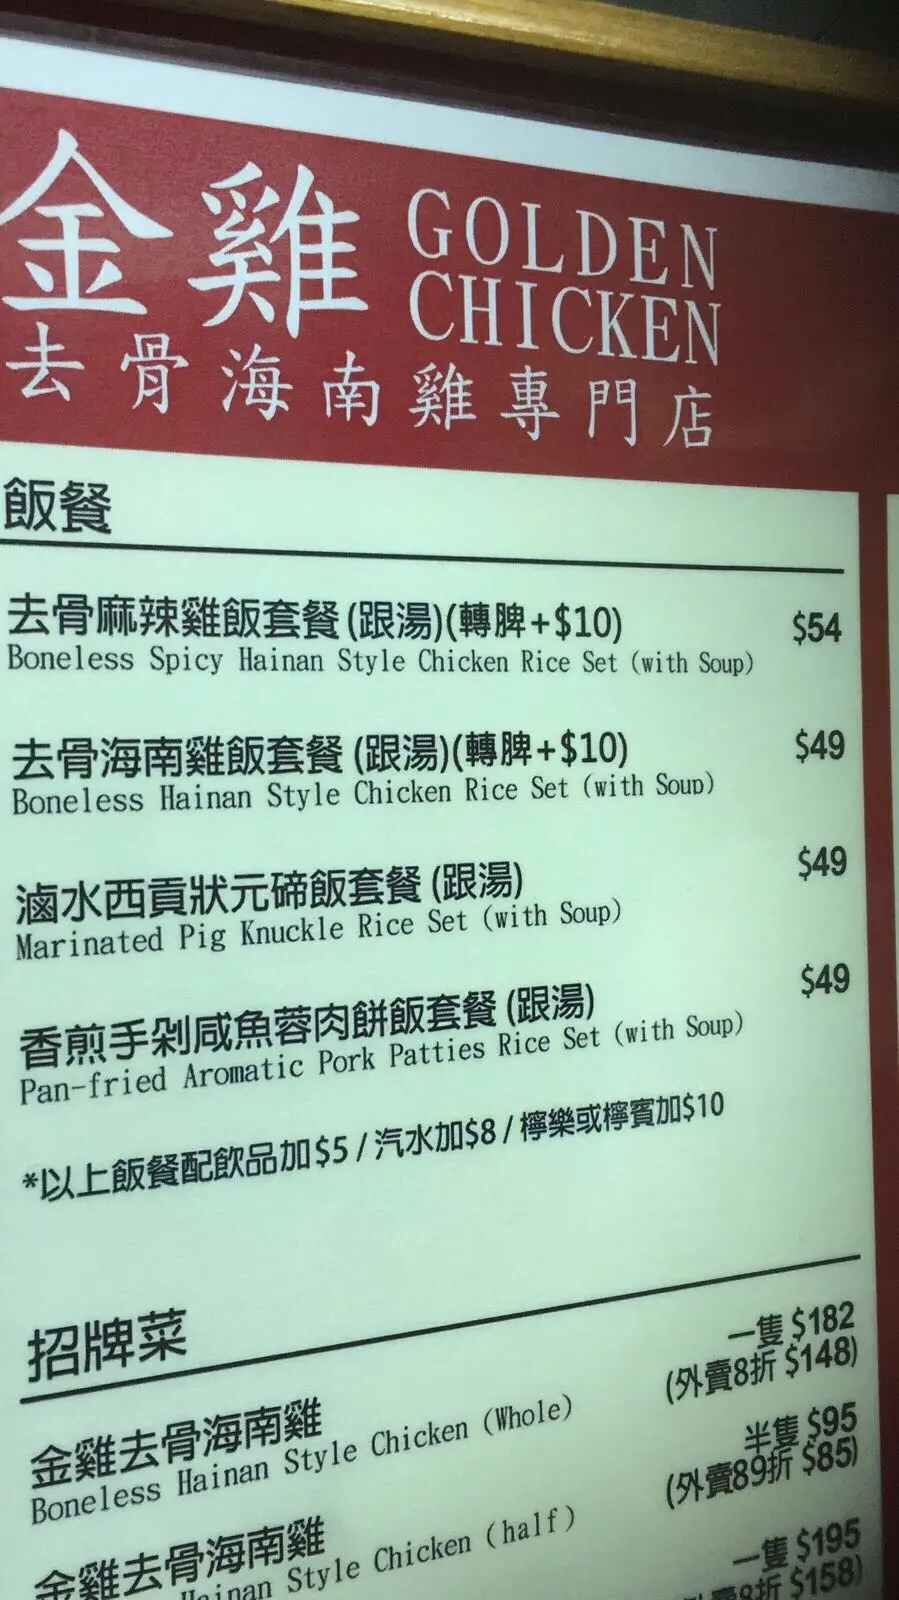 金雞 GOLDEN CHICKEN
去骨海南雞專門店
飯餐
去骨麻辣雞飯套餐 (跟湯)(轉髀+$10) $54
Boneless Spicy Hainan Style Chicken Rice Set (with Soup)
去骨海南雞飯套餐 (跟湯)(轉髀+$10) $49
Boneless Hainan Style Chicken Rice Set (with Soup)
滷水西貢狀元碲飯套餐 (跟湯) $49
Marinated Pig Knuckle Rice Set (with Soup)
香煎手剁咸魚蓉肉餅飯套餐 (跟湯) $49
Pan-fried Aromatic Pork Patties Rice Set (with Soup)
*以上飯餐配飲品加$5 / 汽水加$8 / 檸樂或檸賓加$10
招牌菜
金雞去骨海南雞 一隻 $182
Boneless Hainan Style Chicken (Whole) (外賣8折 $148)
金雞去骨海南雞 半隻 $95
Hainan Style Chicken (half) (外賣89折 $85)
一隻 $195
外賣8折 $158)